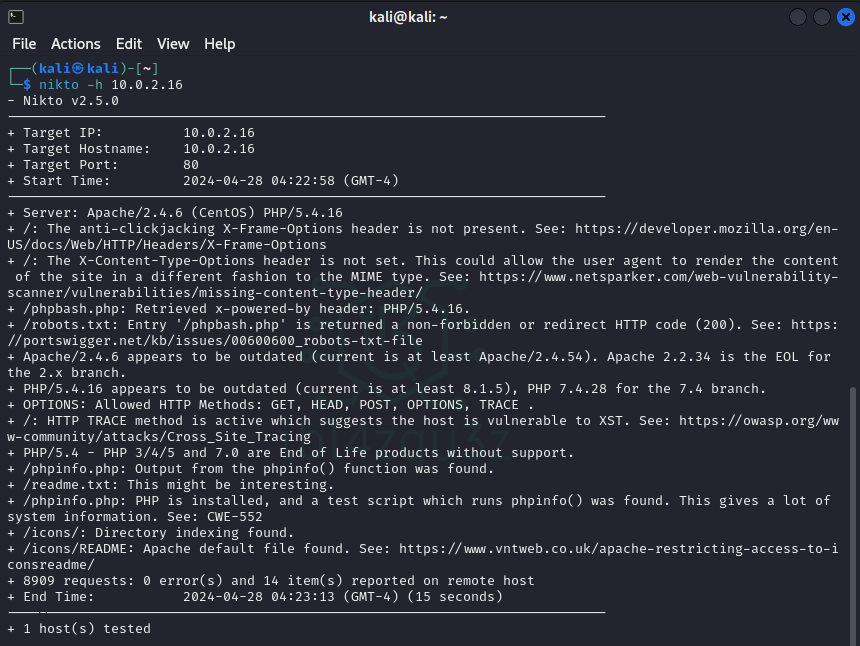 kali@kali: ~
File Actions Edit View Help
┌──(kali㉿kali)-[~]
└─$ nikto -h 10.0.2.16
- Nikto v2.5.0
+ Target IP: 10.0.2.16
+ Target Hostname: 10.0.2.16
+ Target Port: 80
+ Start Time: 2024-04-28 04:22:58 (GMT-4)
+ Server: Apache/2.4.6 (CentOS) PHP/5.4.16
+ /: The anti-clickjacking X-Frame-Options header is not present. See: https://developer.mozilla.org/en-
US/docs/Web/HTTP/Headers/X-Frame-Options
+ /: The X-Content-Type-Options header is not set. This could allow the user agent to render the content
of the site in a different fashion to the MIME type. See: https://www.netsparker.com/web-vulnerability-
scanner/vulnerabilities/missing-content-type-header/
+ /phpbash.php: Retrieved x-powered-by header: PHP/5.4.16.
+ /robots.txt: Entry '/phpbash.php' is returned a non-forbidden or redirect HTTP code (200). See: https:
//portswigger.net/kb/issues/00600600_robots-txt-file
+ Apache/2.4.6 appears to be outdated (current is at least Apache/2.4.54). Apache 2.2.34 is the EOL for
the 2.x branch.
+ PHP/5.4.16 appears to be outdated (current is at least 8.1.5), PHP 7.4.28 for the 7.4 branch.
+ OPTIONS: Allowed HTTP Methods: GET, HEAD, POST, OPTIONS, TRACE .
+ /: HTTP TRACE method is active which suggests the host is vulnerable to XST. See: https://owasp.org/ww
w-community/attacks/Cross_Site_Tracing
+ PHP/5.4 - PHP 3/4/5 and 7.0 are End of Life products without support.
+ /phpinfo.php: Output from the phpinfo() function was found.
+ /readme.txt: This might be interesting.
+ /phpinfo.php: PHP is installed, and a test script which runs phpinfo() was found. This gives a lot of
system information. See: CWE-552
+ /icons/: Directory indexing found.
+ /icons/README: Apache default file found. See: https://www.vntweb.co.uk/apache-restricting-access-to-i
consreadme/
+ 8909 requests: 0 error(s) and 14 item(s) reported on remote host
+ End Time: 2024-04-28 04:23:13 (GMT-4) (15 seconds)
+ 1 host(s) tested